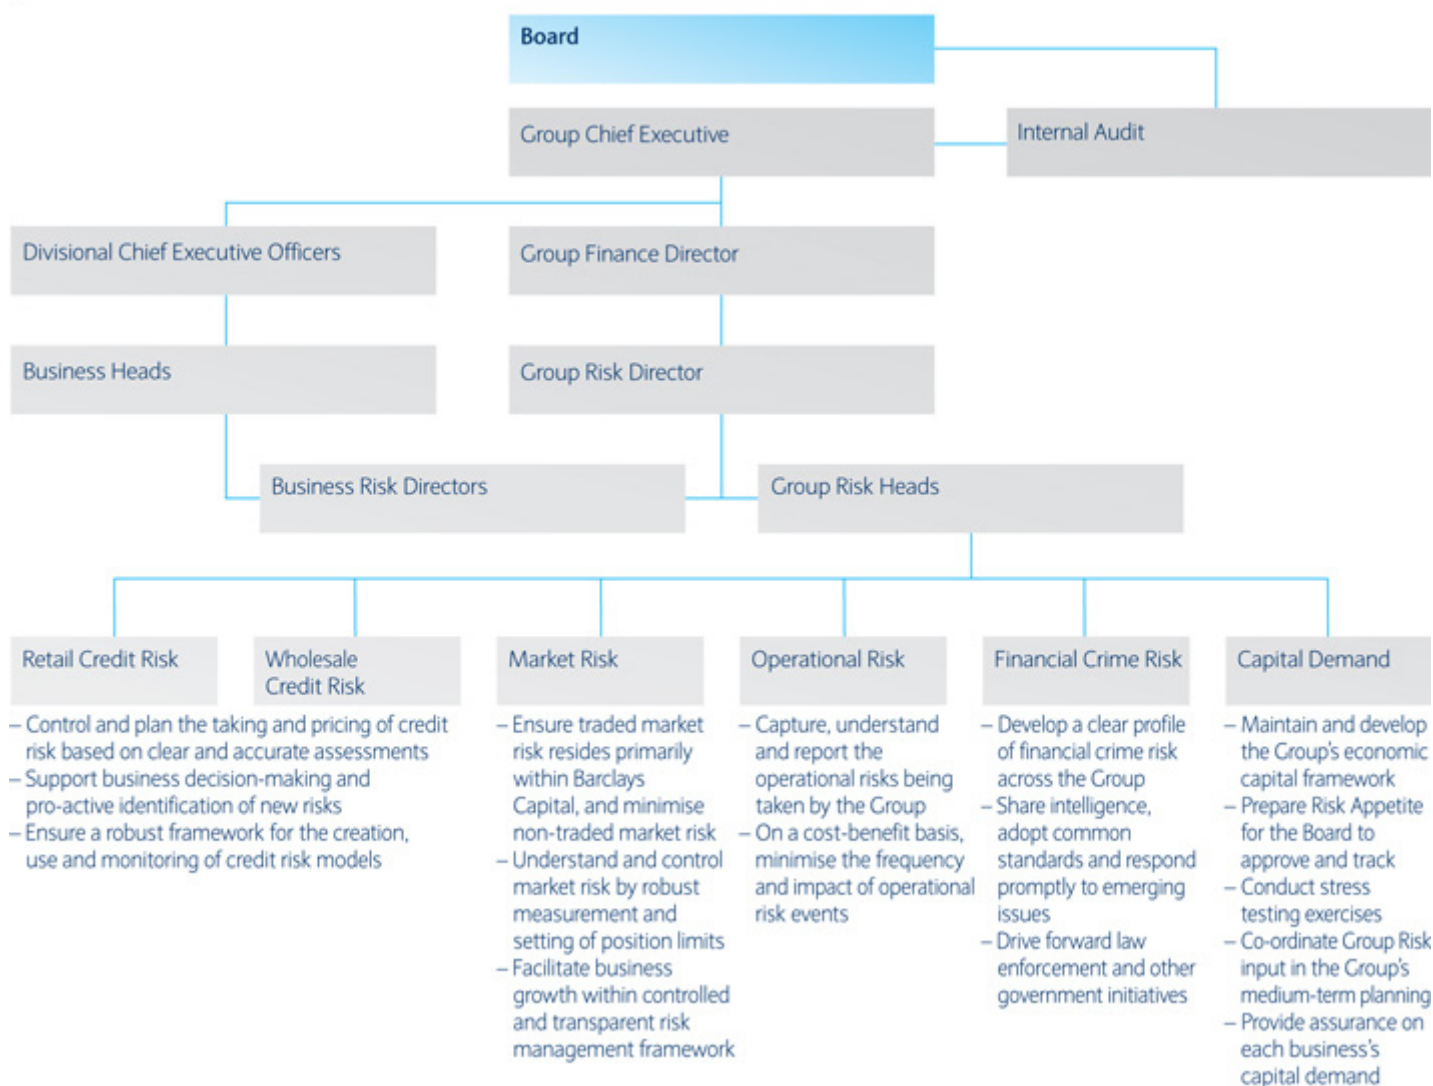 Board
Group Chief Executive
Internal Audit
Divisional Chief Executive Officers
Group Finance Director
Business Heads
Group Risk Director
Business Risk Directors
Group Risk Heads
Retail Credit Risk
Wholesale
Credit Risk
– Control and plan the taking and pricing of credit
risk based on clear and accurate assessments
– Support business decision-making and
pro-active identification of new risks
– Ensure a robust framework for the creation,
use and monitoring of credit risk models
Market Risk
– Ensure traded market
risk resides primarily
within Barclays
Capital, and minimise
non-traded market risk
– Understand and control
market risk by robust
measurement and
setting of position limits
– Facilitate business
growth within controlled
and transparent risk
management framework
Operational Risk
– Capture, understand
and report the
operational risks being
taken by the Group
– On a cost-benefit basis,
minimise the frequency
and impact of operational
risk events
Financial Crime Risk
– Develop a clear profile
of financial crime risk
across the Group
– Share intelligence,
adopt common
standards and respond
promptly to emerging
issues
– Drive forward law
enforcement and other
government initiatives
Capital Demand
– Maintain and develop
the Group's economic
capital framework
– Prepare Risk Appetite
for the Board to
approve and track
– Conduct stress
testing exercises
– Co-ordinate Group Risk
input in the Group's
medium-term planning
– Provide assurance on
each business's
capital demand